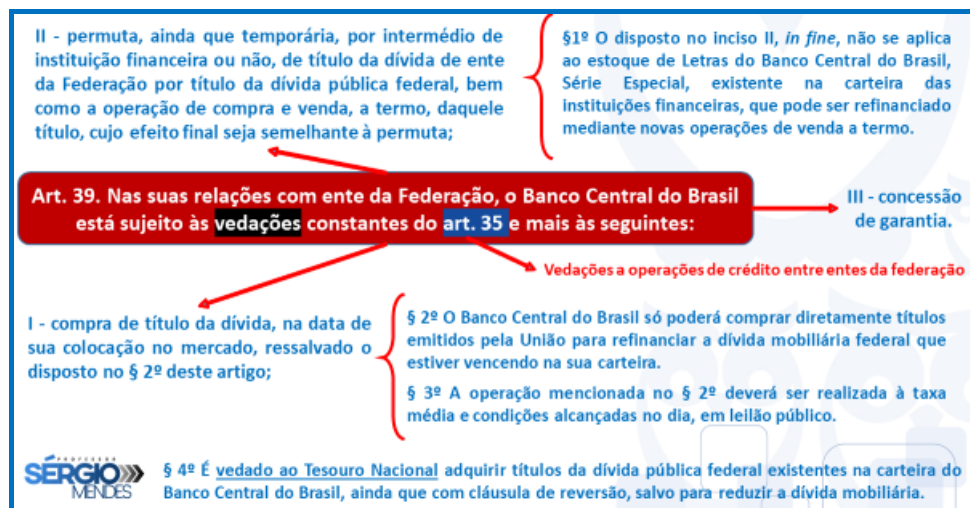 II - permuta, ainda que temporária, por intermédio de
instituição financeira ou não, de título da dívida de ente
da Federação por título da dívida pública federal, bem
como a operação de compra e venda, a termo, daquele
título, cujo efeito final seja semelhante à permuta;
§1º O disposto no inciso II, in fine, não se aplica
ao estoque de Letras do Banco Central do Brasil,
Série Especial, existente na carteira das
instituições financeiras, que pode ser refinanciado
mediante novas operações de venda a termo.
Art. 39. Nas suas relações com ente da Federação, o Banco Central do Brasil
está sujeito às vedações constantes do art. 35 e mais às seguintes:
III - concessão
de garantia.
Vedações a operações de crédito entre entes da federação
I - compra de título da dívida, na data de
sua colocação no mercado, ressalvado o
disposto no § 2º deste artigo;
§ 2º O Banco Central do Brasil só poderá comprar diretamente títulos
emitidos pela União para refinanciar a dívida mobiliária federal que
estiver vencendo na sua carteira.
§ 3º A operação mencionada no § 2º deverá ser realizada à taxa
média e condições alcançadas no dia, em leilão público.
PROFESSOR
SÉRGIO
MENDES
§ 4º É vedado ao Tesouro Nacional adquirir títulos da dívida pública federal existentes na carteira do
Banco Central do Brasil, ainda que com cláusula de reversão, salvo para reduzir a dívida mobiliária.